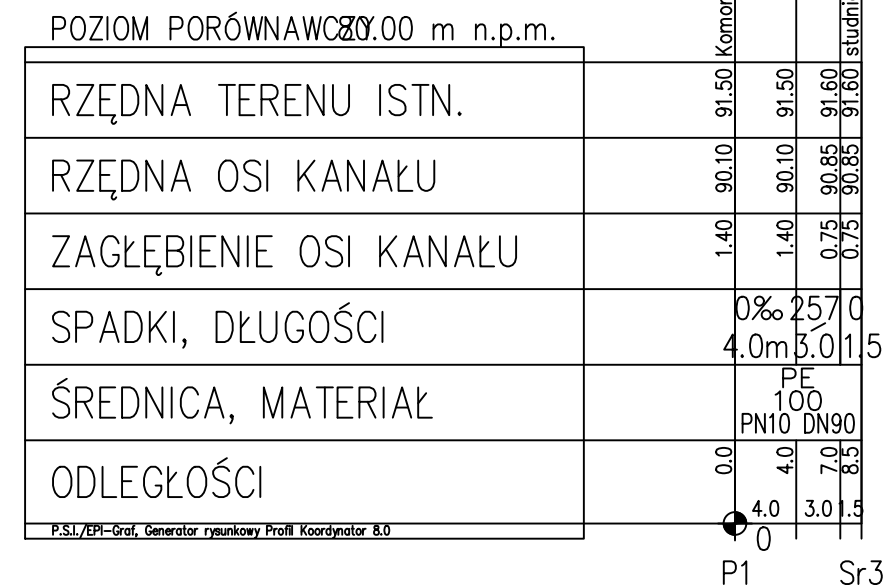 POZIOM PORÓWNAWCZY 80.00 m n.p.m.
Komor
studni
RZĘDNA TERENU ISTN. 91.50 91.50 91.60 91.60
RZĘDNA OSI KANAŁU 90.10 90.10 90.85 90.85
ZAGŁĘBIENIE OSI KANAŁU 1.40 1.40 0.75 0.75
SPADKI, DŁUGOŚCI
0‰ 257 0
4.0m 3.0 1.5
ŚREDNICA, MATERIAŁ
PE
100
PN10 DN90
ODLEGŁOŚCI 0.0 4.0 7.0 8.5
4.0 3.0 1.5
P.S.I./EPI-Graf, Generator rysunkowy Profil Koordynator 8.0
0
P1 Sr3